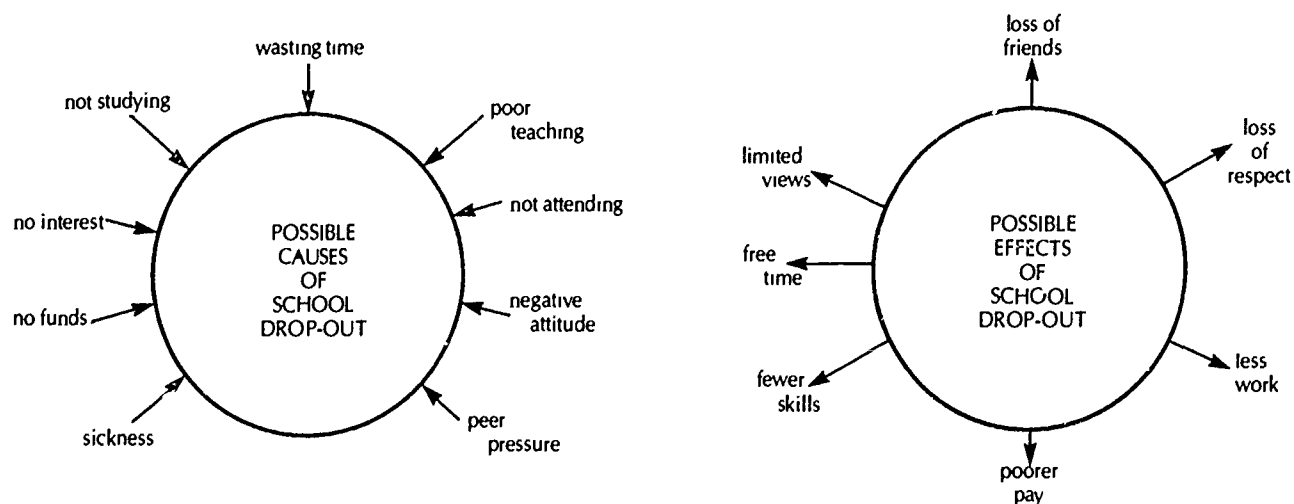 wasting time
not studying
poor
teaching
no interest
not attending
POSSIBLE
CAUSES
OF
SCHOOL
DROP-OUT
no funds
negative
attitude
sickness
peer
pressure
loss of
friends
loss
of
respect
limited
views
free
time
POSSIBLE
EFFECTS
OF
SCHOOL
DROP-OUT
fewer
skills
less
work
poorer
pay